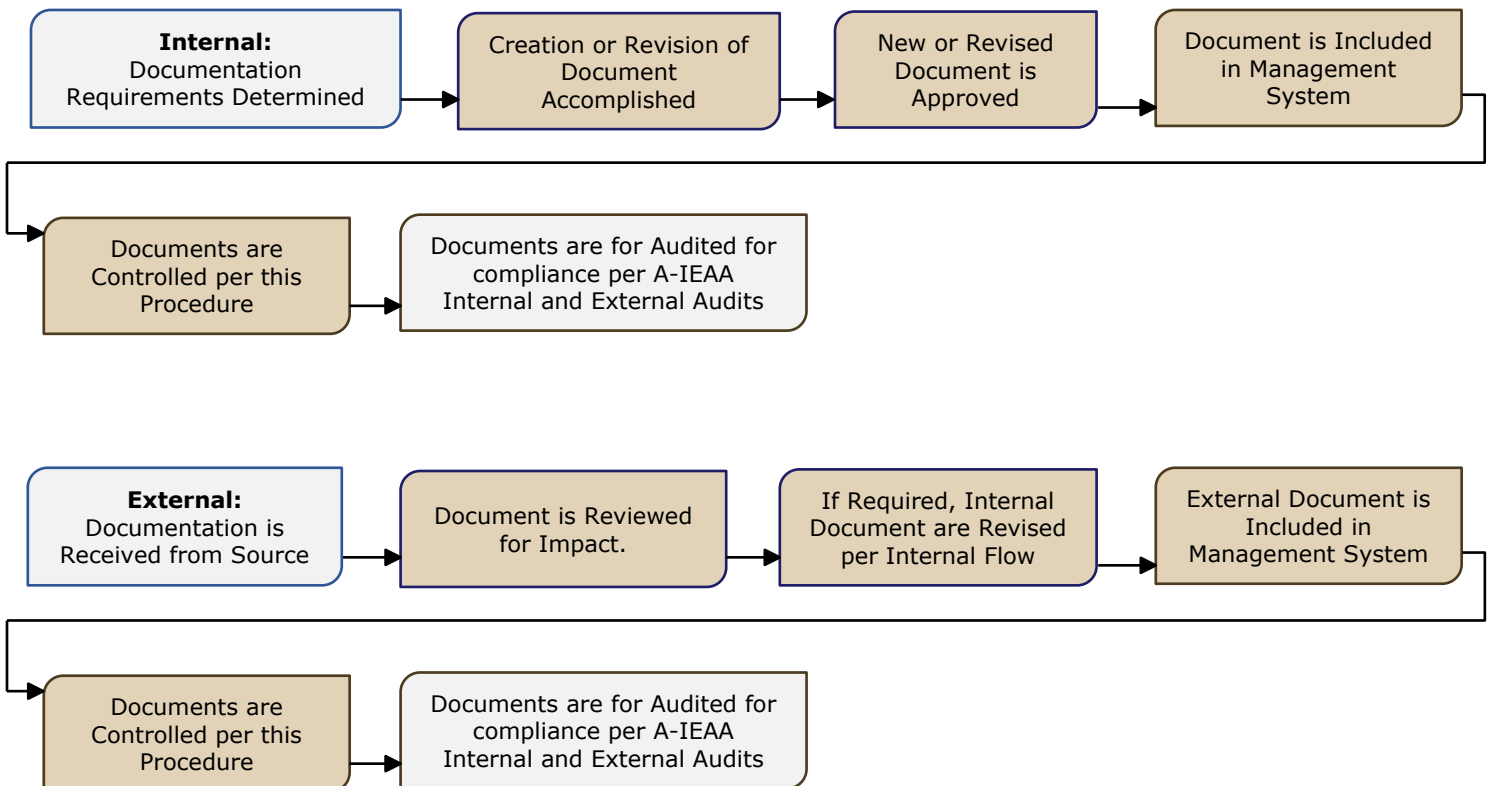 Internal:
Documentation
Requirements Determined
Creation or Revision of
Document
Accomplished
New or Revised
Document is
Approved
Document is Included
in Management
System
Documents are
Controlled per this
Procedure
Documents are for Audited for
compliance per A-IEAA
Internal and External Audits
External:
Documentation is
Received from Source
Document is Reviewed
for Impact.
If Required, Internal
Document are Revised
per Internal Flow
External Document is
Included in
Management System
Documents are
Controlled per this
Procedure
Documents are for Audited for
compliance per A-IEAA
Internal and External Audits